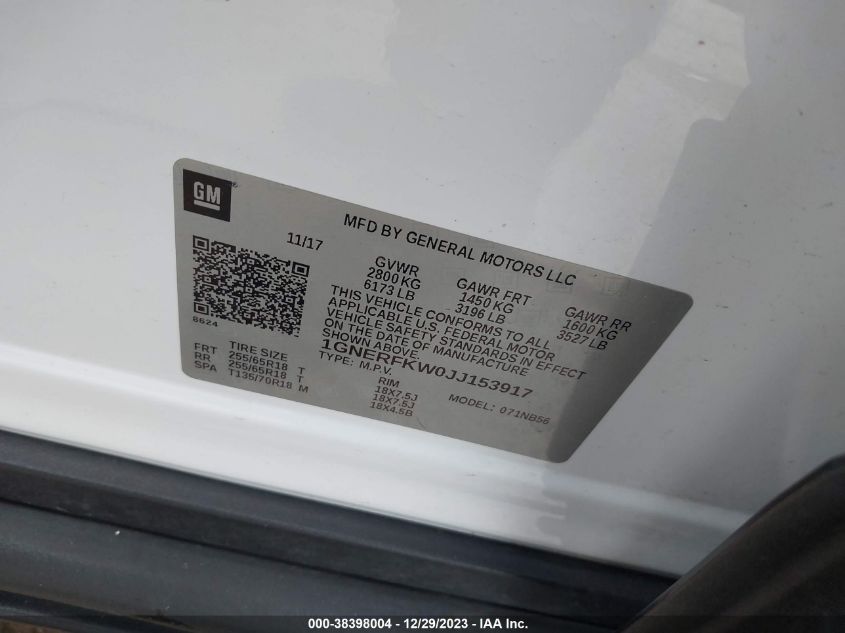 GM
MFD BY GENERAL MOTORS LLC
11/17
GVWR GAWR FRT GAWR RR
2800 KG 1450 KG 1600 KG
6173 LB 3196 LB 3527 LB
THIS VEHICLE CONFORMS TO ALL
APPLICABLE U.S. FEDERAL MOTOR
VEHICLE SAFETY STANDARDS IN EFFECT
ON THE DATE OF MANUFACTURE
SHOWN ABOVE.
8624
1GNERFKW0JJ153917
TYPE: M.P.V. MODEL: 071NB56
TIRE SIZE RIM
FRT 255/65R18 T 18X7.5J
RR 255/65R18 T 18X7.5J
SPA T135/70R18 M 18X4.5B
000-38398004 - 12/29/2023 - Copyright © 2023 IAA, Inc.